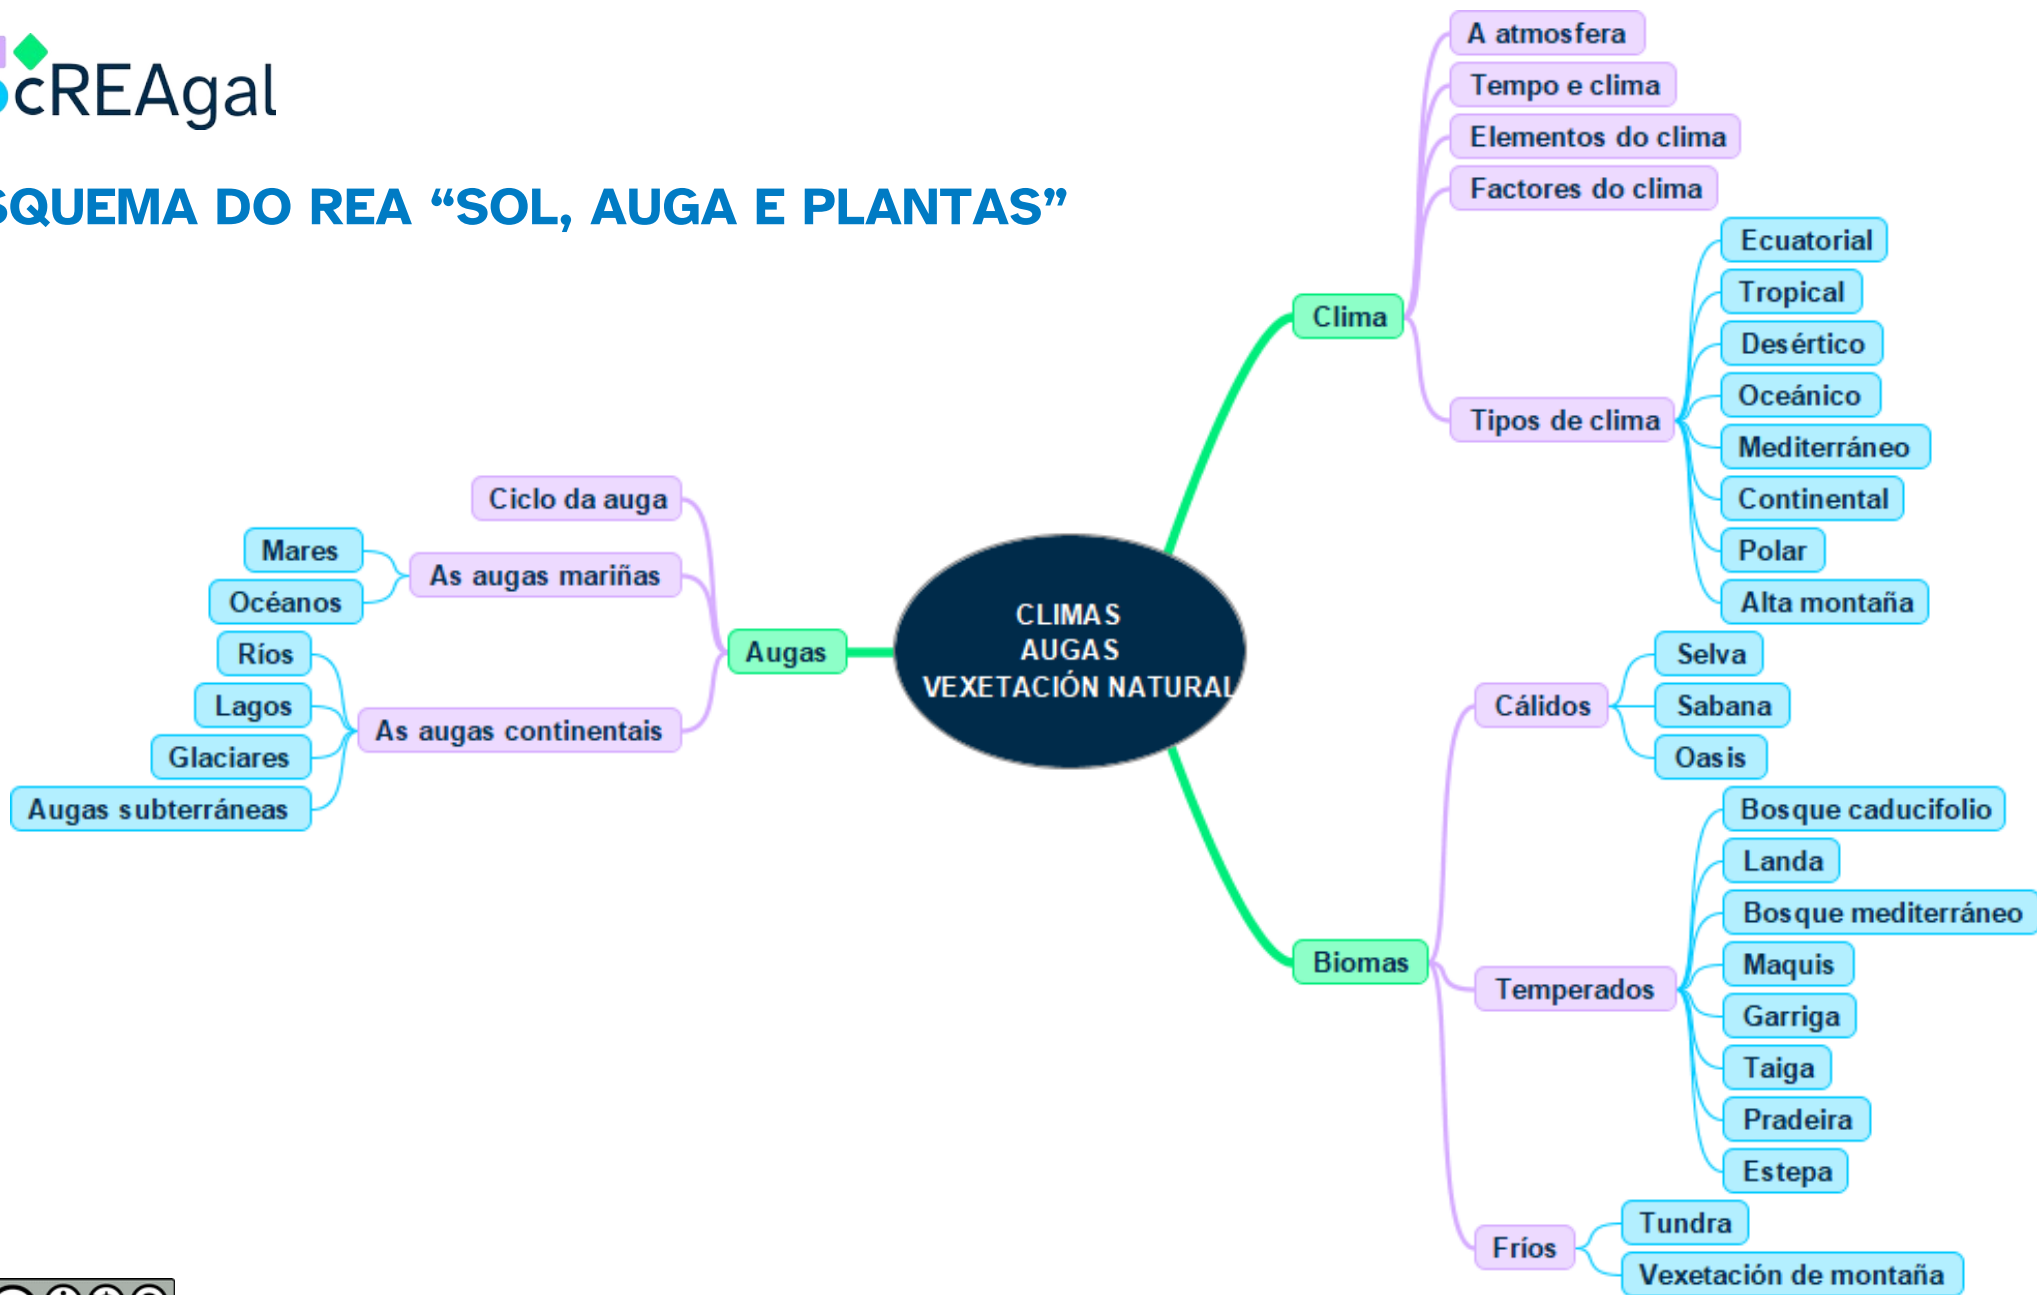 cREAgal
SQUEMA DO REA “SOL, AUGA E PLANTAS”
CLIMAS
AUGAS
VEXETACIÓN NATURAL
Clima
A atmosfera
Tempo e clima
Elementos do clima
Factores do clima
Tipos de clima
Ecuatorial
Tropical
Desértico
Oceánico
Mediterráneo
Continental
Polar
Alta montaña
Augas
Ciclo da auga
As augas mariñas
Mares
Océanos
As augas continentais
Ríos
Lagos
Glaciares
Augas subterráneas
Biomas
Cálidos
Selva
Sabana
Oasis
Temperados
Bosque caducifolio
Landa
Bosque mediterráneo
Maquis
Garriga
Taiga
Pradeira
Estepa
Fríos
Tundra
Vexetación de montaña